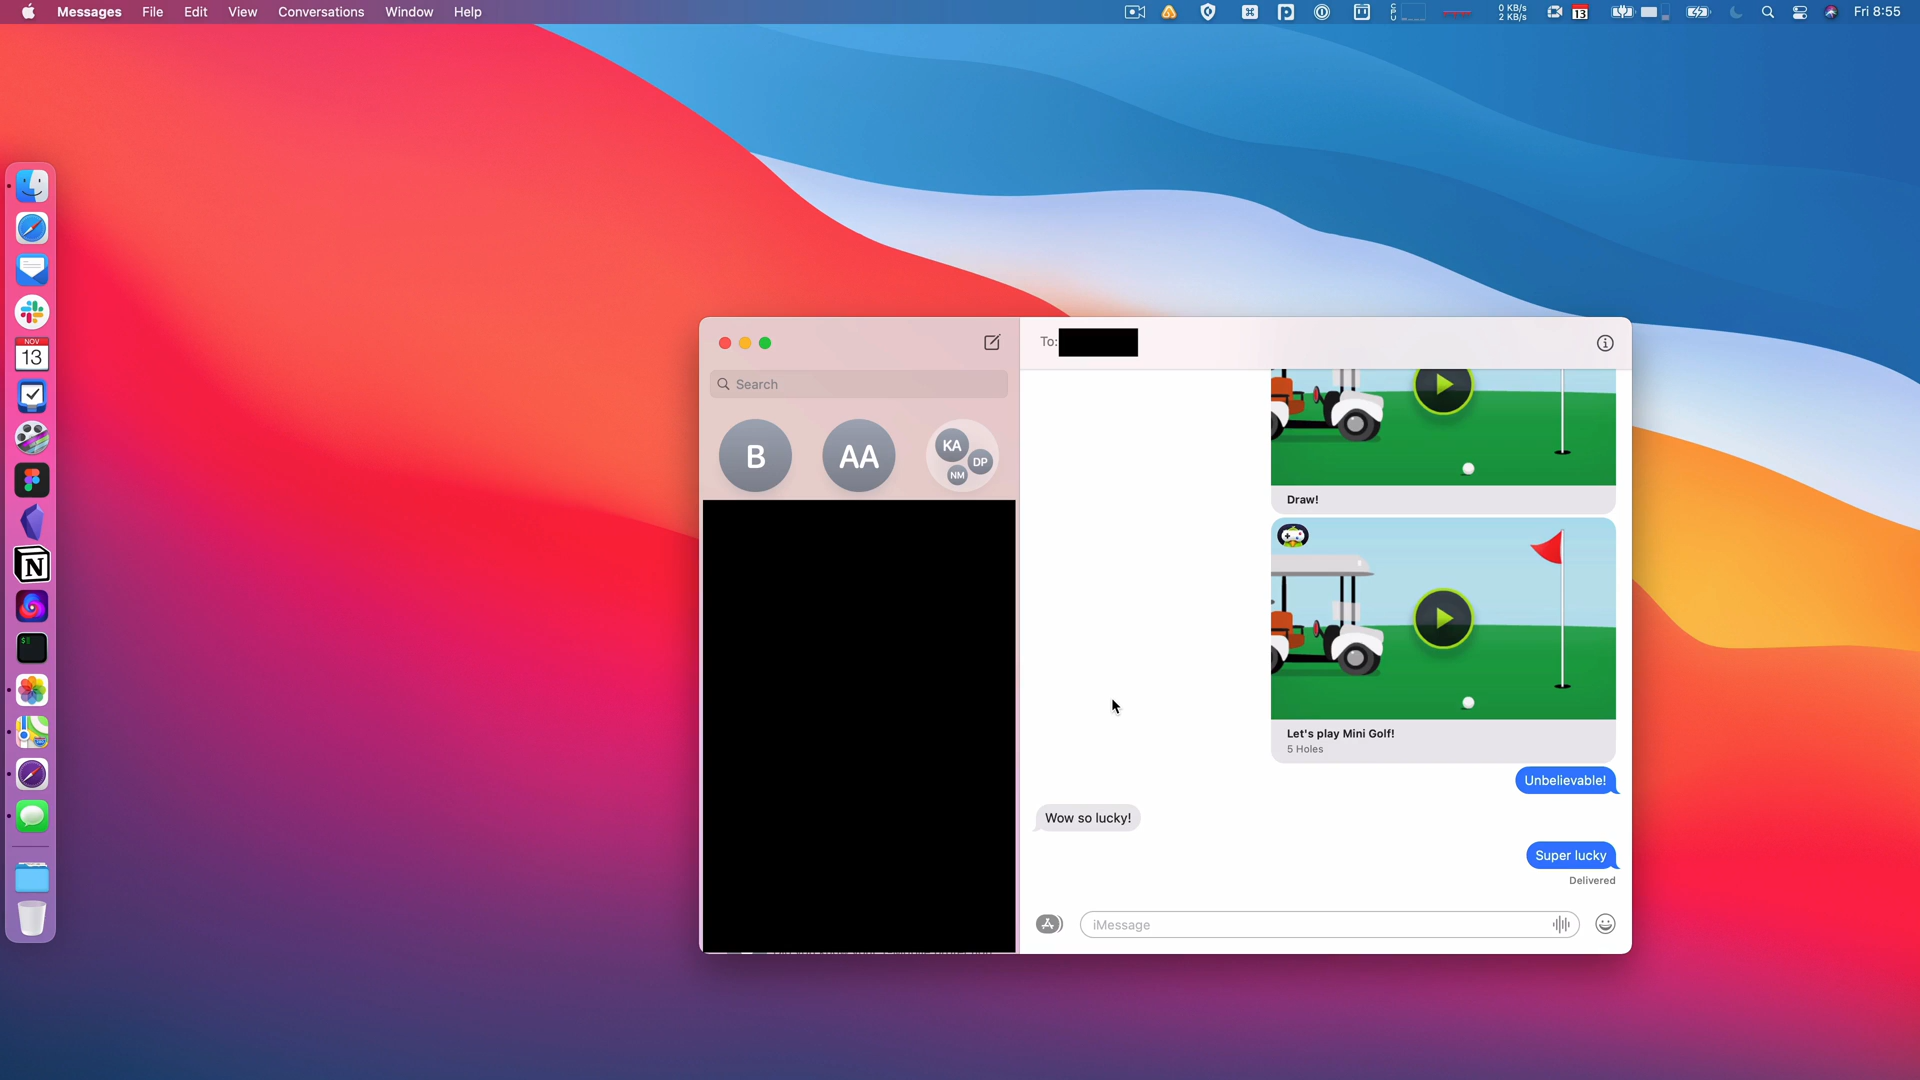 Messages File Edit View Conversations Window Help
CPU
0 KB/s
2 KB/s
13
Fri 8:55
NOV
13
N
$
To:
Search
B
AA
KA
DP
NM
Draw!
Let's play Mini Golf!
5 Holes
Unbelievable!
Wow so lucky!
Super lucky
Delivered
iMessage